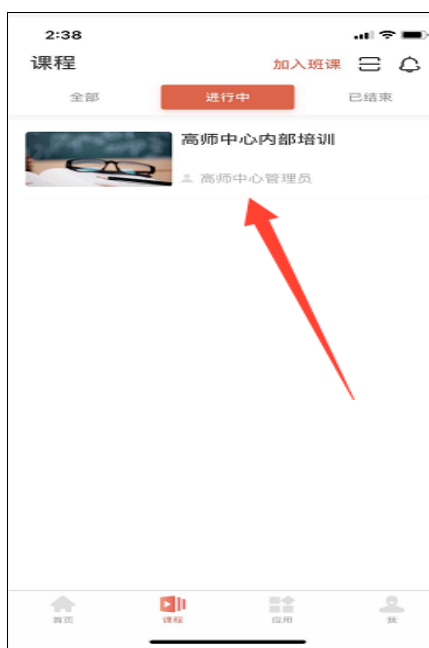 2:38
课程 加入班课
全部 进行中 已结束
高师中心内部培训
高师中心管理员
首页 课程 应用 我